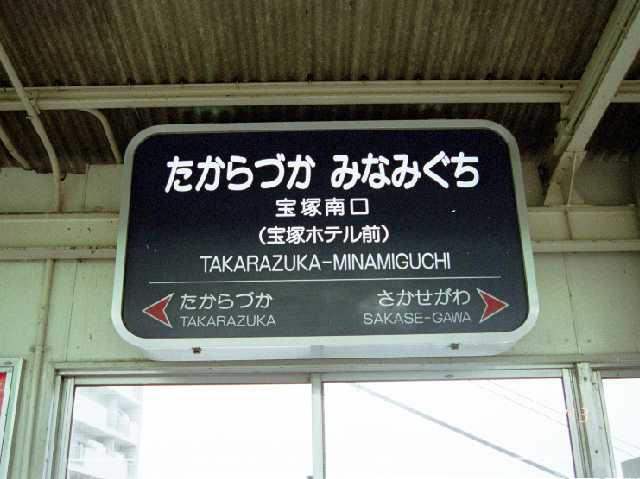 たからづか みなみぐち
宝塚南口
（宝塚ホテル前）
TAKARAZUKA-MINAMIGUCHI
たからづか さかせがわ
TAKARAZUKA SAKASE-GAWA